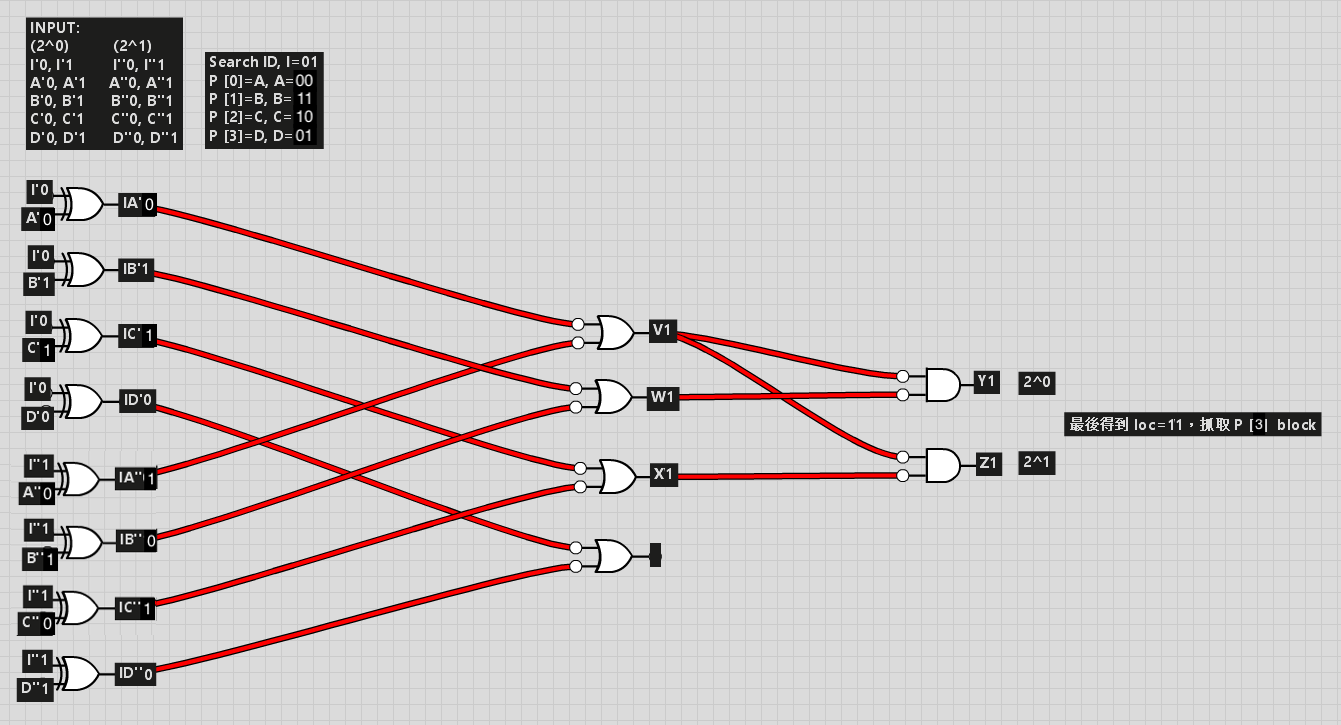 INPUT:
(2^0) (2^1)
I'0, I'1 I''0, I''1
A'0, A'1 A''0, A''1
B'0, B'1 B''0, B''1
C'0, C'1 C''0, C''1
D'0, D'1 D''0, D''1
Search ID, I=01
P [0]=A, A=00
P [1]=B, B= 11
P [2]=C, C= 10
P [3]=D, D= 01
I'0
A' 0
IA' 0
I'0
B'1
IB'1
I'0
C' 1
IC' 1
I'0
D'0
ID'0
I''1
A'' 0
IA'' 1
I''1
B'' 1
IB'' 0
I''1
C'' 0
IC'' 1
I''1
D'' 1
ID'' 0
V1
W1
X1
Y1 2^0
Z1 2^1
最後得到 loc=11，抓取 P [3] block